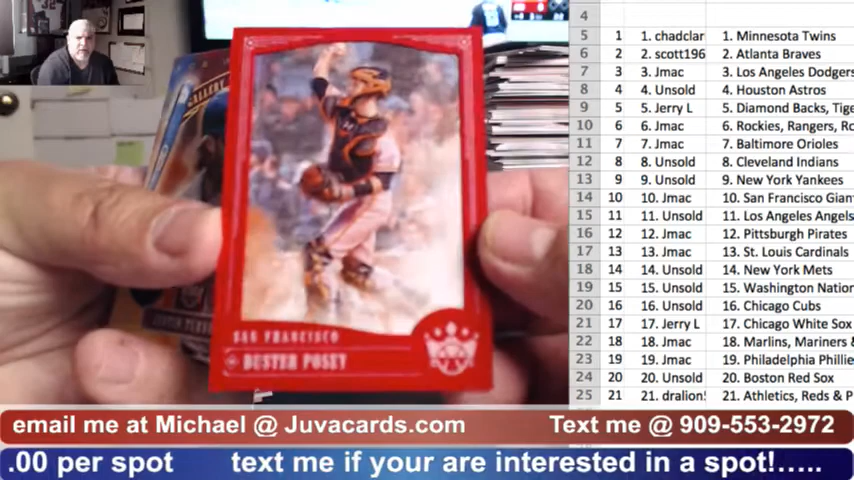 SAN FRANCISCO
BUSTER POSEY
4
5 1 1. chadclar 1. Minnesota Twins
6 2 2. scott196 2. Atlanta Braves
7 3 3. Jmac 3. Los Angeles Dodgers
8 4 4. Unsold 4. Houston Astros
9 5 5. Jerry L 5. Diamond Backs, Tige
10 6 6. Jmac 6. Rockies, Rangers, Ro
11 7 7. Jmac 7. Baltimore Orioles
12 8 8. Unsold 8. Cleveland Indians
13 9 9. Unsold 9. New York Yankees
14 10 10. Jmac 10. San Francisco Giant
15 11 11. Unsold 11. Los Angeles Angels
16 12 12. Jmac 12. Pittsburgh Pirates
17 13 13. Jmac 13. St. Louis Cardinals
18 14 14. Unsold 14. New York Mets
19 15 15. Unsold 15. Washington Nation
20 16 16. Unsold 16. Chicago Cubs
21 17 17. Jerry L 17. Chicago White Sox
22 18 18. Jmac 18. Marlins, Mariners &
23 19 19. Jmac 19. Philadelphia Phillie
24 20 20. Unsold 20. Boston Red Sox
25 21 21. dralion! 21. Athletics, Reds & P
email me at Michael @ Juvacards.com Text me @ 909-553-2972
.00 per spot text me if your are interested in a spot!.....